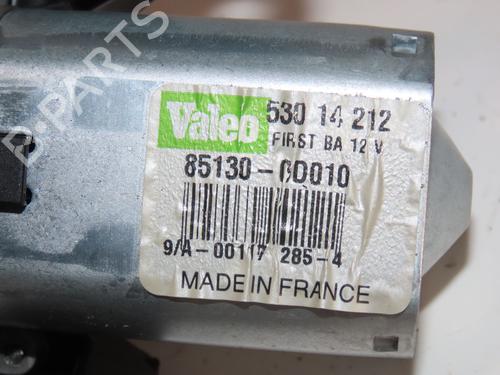 B-PARTS
Valeo
530 14 212
FIRST BA 12 V
85130-0D010
9/A-00117 285-4
MADE IN FRANCE